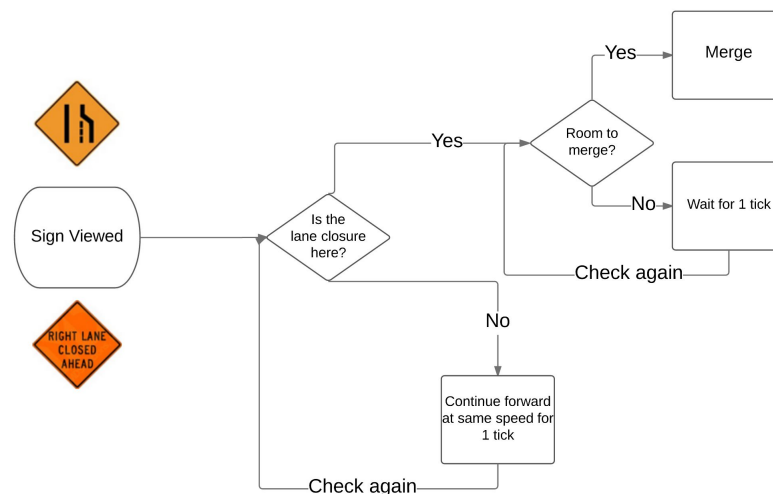 Yes
Merge
Room to
merge?
Yes
No
Wait for 1 tick
Sign Viewed
Is the
lane closure
here?
Check again
No
RIGHT LANE
CLOSED
AHEAD
Continue forward
at same speed for
1 tick
Check again